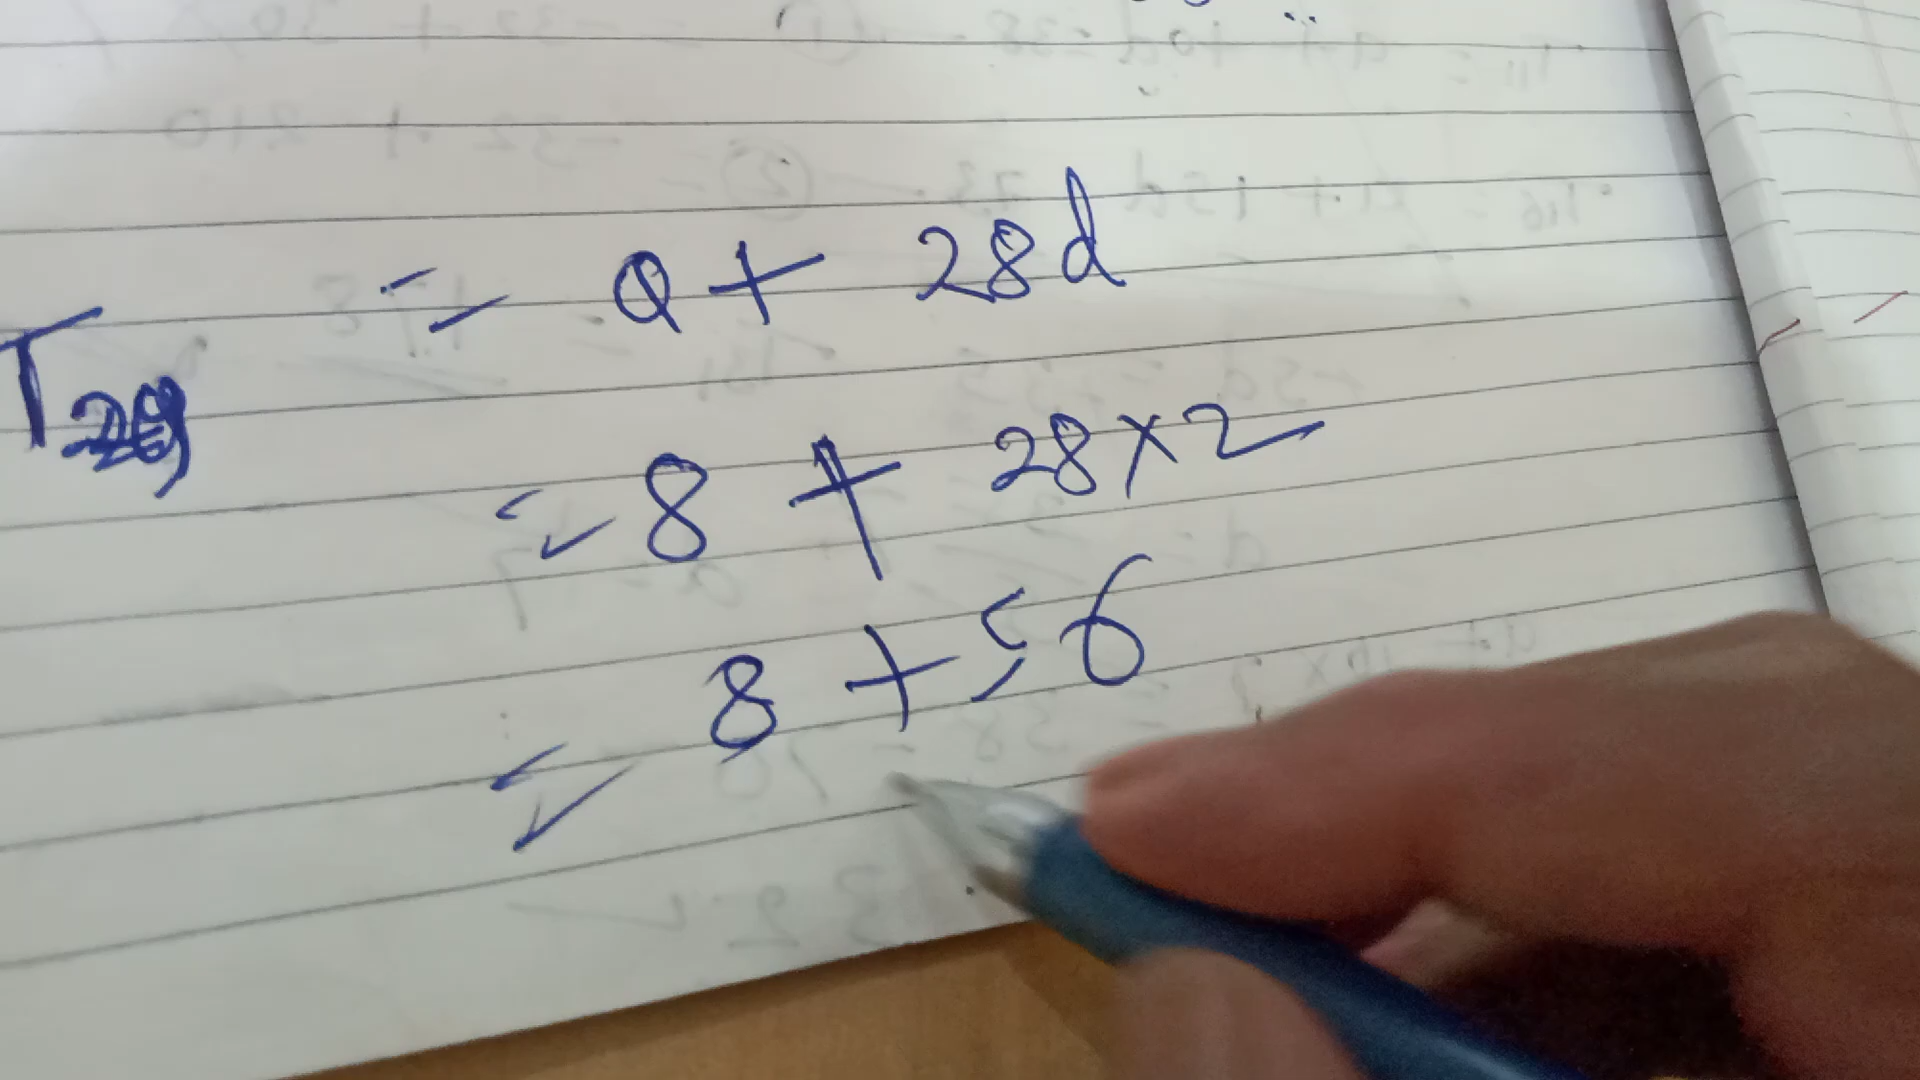 T29 = a + 28d
= 8 + 28×2
= 8 + 56